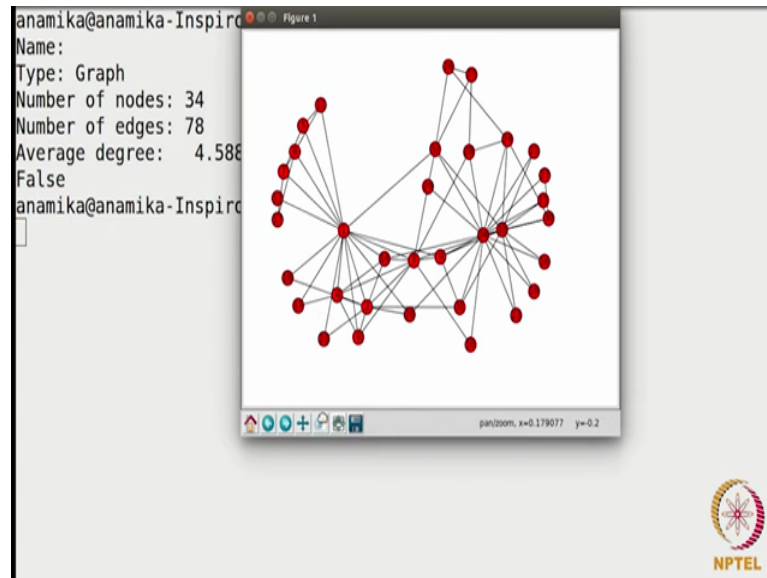 anamika@anamika-Inspiro
Name:
Type: Graph
Number of nodes: 34
Number of edges: 78
Average degree:   4.588
False
anamika@anamika-Inspiro
Figure 1
pan/zoom, x=0.179077 y=-0.2
NPTEL